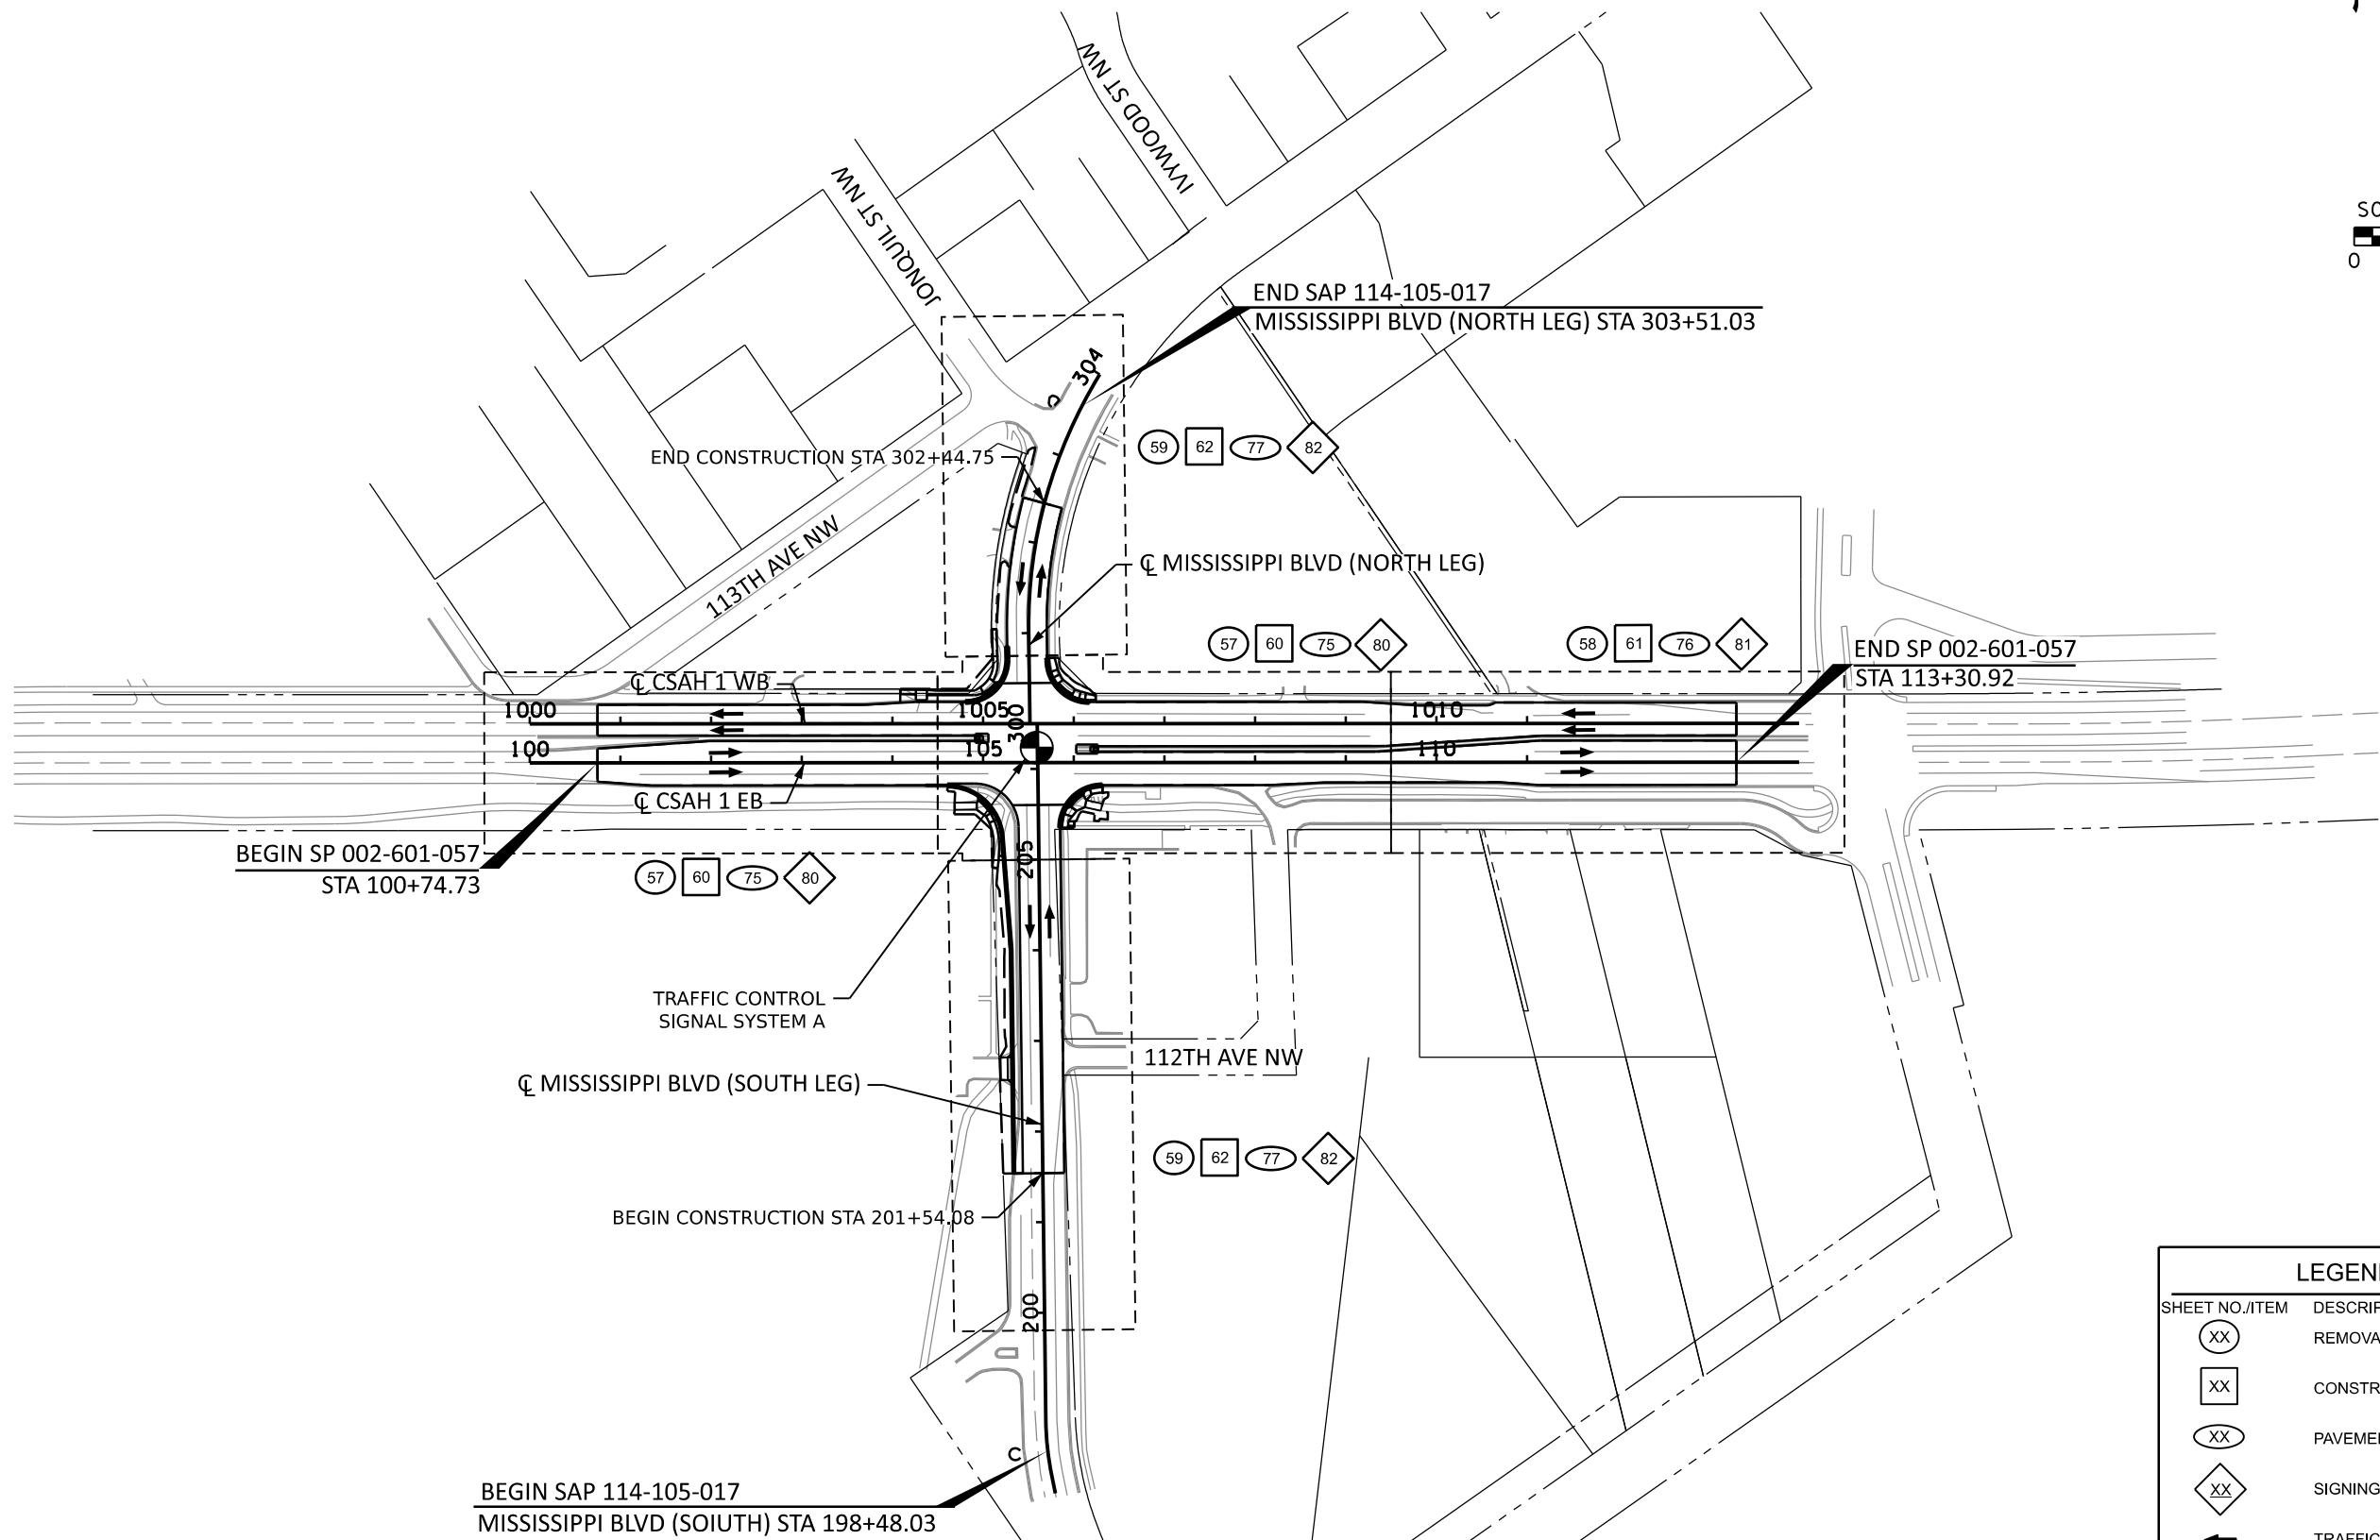 IVYWOOD ST NW
JONQUIL ST NW
0
END SAP 114-105-017
MISSISSIPPI BLVD (NORTH LEG) STA 303+51.03
304
END CONSTRUCTION STA 302+44.75
59 62 77 82
113TH AVE NW
℄ MISSISSIPPI BLVD (NORTH LEG)
57 60 75 80
58 61 76 81
END SP 002-601-057
STA 113+30.92
℄ CSAH 1 WB
1000 1005 1010
300
100 105 110
℄ CSAH 1 EB
BEGIN SP 002-601-057
STA 100+74.73
57 60 75 80
205
TRAFFIC CONTROL
SIGNAL SYSTEM A
112TH AVE NW
℄ MISSISSIPPI BLVD (SOUTH LEG)
59 62 77 82
BEGIN CONSTRUCTION STA 201+54.08
200
C
BEGIN SAP 114-105-017
MISSISSIPPI BLVD (SOIUTH) STA 198+48.03
LEGEN
SHEET NO./ITEM DESCRIP
XX REMOVA
XX CONSTR
XX PAVEME
XX SIGNING
TRAFFIC